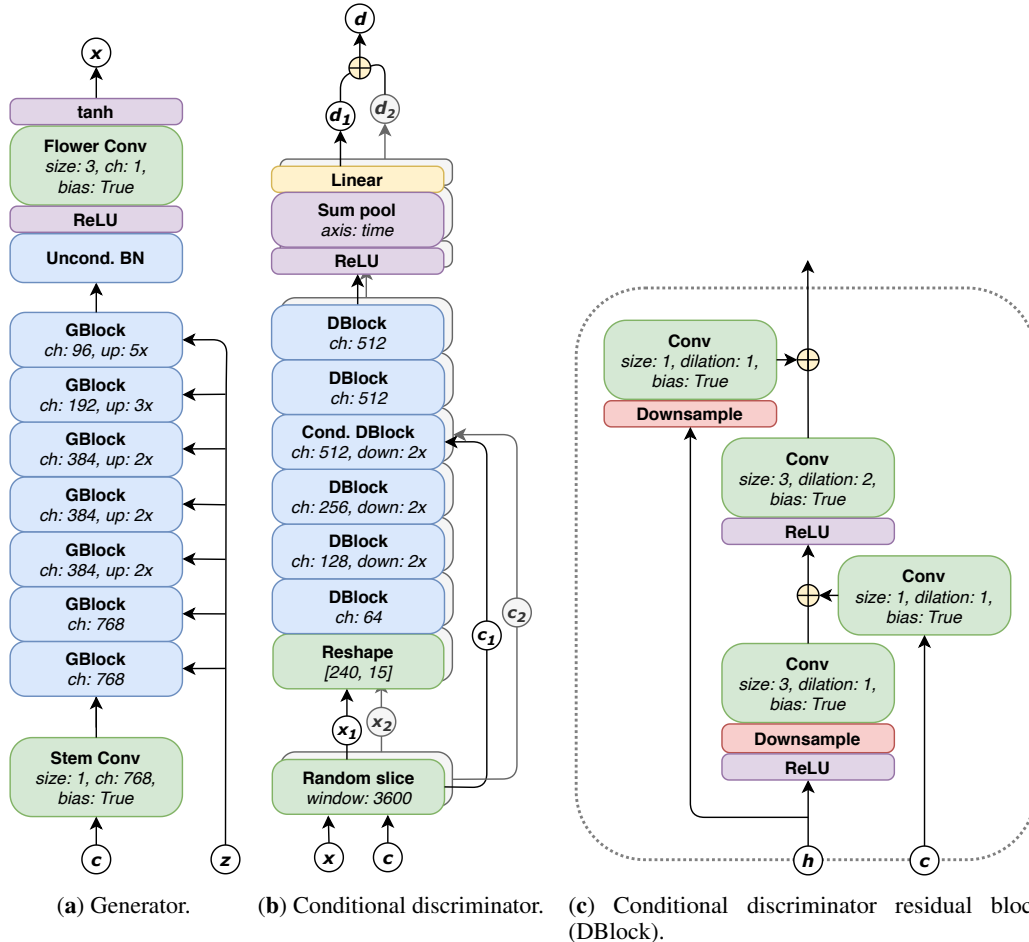 x
tanh
Flower Conv
size: 3, ch: 1,
bias: True
ReLU
Uncond. BN
GBlock
ch: 96, up: 5x
GBlock
ch: 192, up: 3x
GBlock
ch: 384, up: 2x
GBlock
ch: 384, up: 2x
GBlock
ch: 384, up: 2x
GBlock
ch: 768
GBlock
ch: 768
Stem Conv
size: 1, ch: 768,
bias: True
c
z
(a) Generator.
d
d1
d2
Linear
Sum pool
axis: time
ReLU
DBlock
ch: 512
DBlock
ch: 512
Cond. DBlock
ch: 512, down: 2x
DBlock
ch: 256, down: 2x
DBlock
ch: 128, down: 2x
DBlock
ch: 64
Reshape
[240, 15]
c1
c2
x1
x2
Random slice
window: 3600
x
c
(b) Conditional discriminator.
Conv
size: 1, dilation: 1,
bias: True
Downsample
Conv
size: 3, dilation: 2,
bias: True
ReLU
Conv
size: 1, dilation: 1,
bias: True
Conv
size: 3, dilation: 1,
bias: True
Downsample
ReLU
h
c
(c) Conditional discriminator residual bloc
(DBlock).